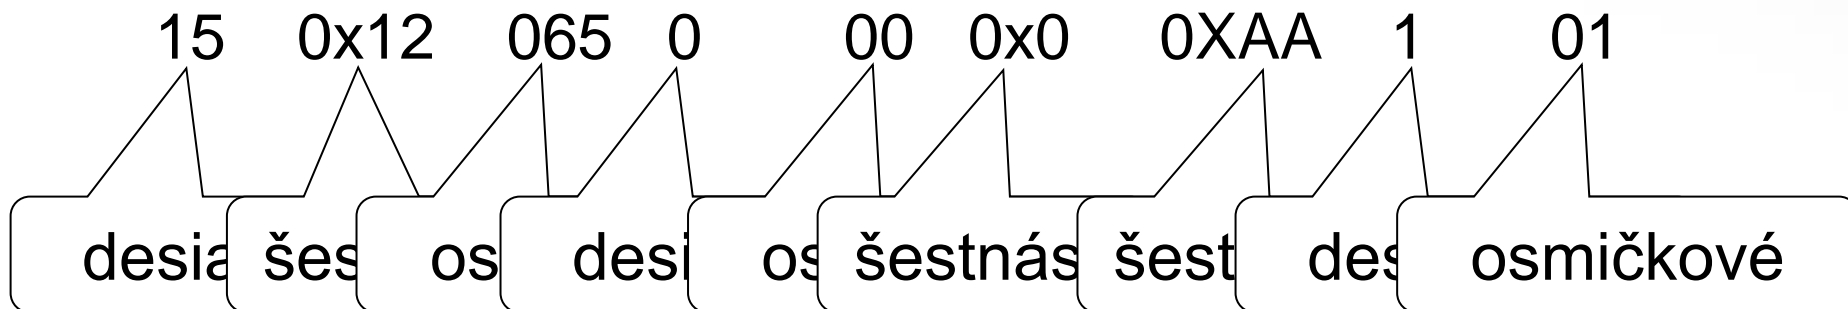 15 0x12 065 0 00 0x0 0XAA 1 01
desia šes os desi os šestnás šest des osmičkové